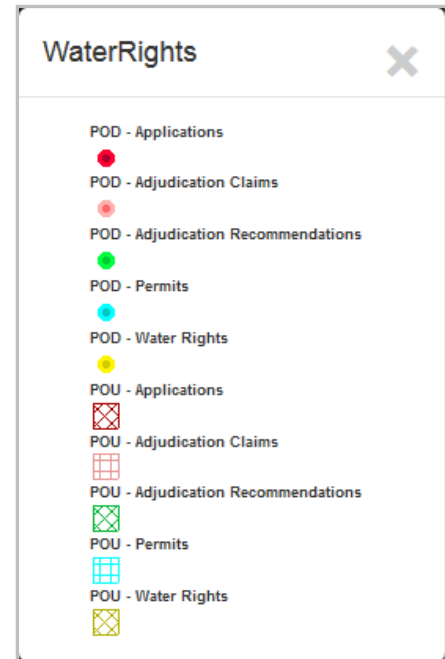 WaterRights
POD - Applications
POD - Adjudication Claims
POD - Adjudication Recommendations
POD - Permits
POD - Water Rights
POU - Applications
POU - Adjudication Claims
POU - Adjudication Recommendations
POU - Permits
POU - Water Rights